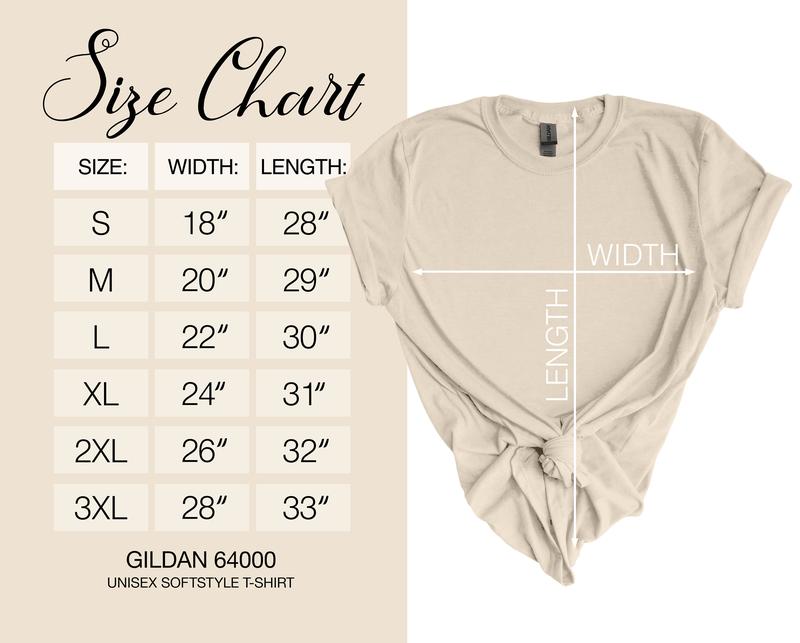 Size Chart
SIZE: WIDTH: LENGTH:
S 18" 28"
M 20" 29"
L 22" 30"
XL 24" 31"
2XL 26" 32"
3XL 28" 33"
GILDAN 64000
UNISEX SOFTSTYLE T-SHIRT
GILDAN
WIDTH
LENGTH